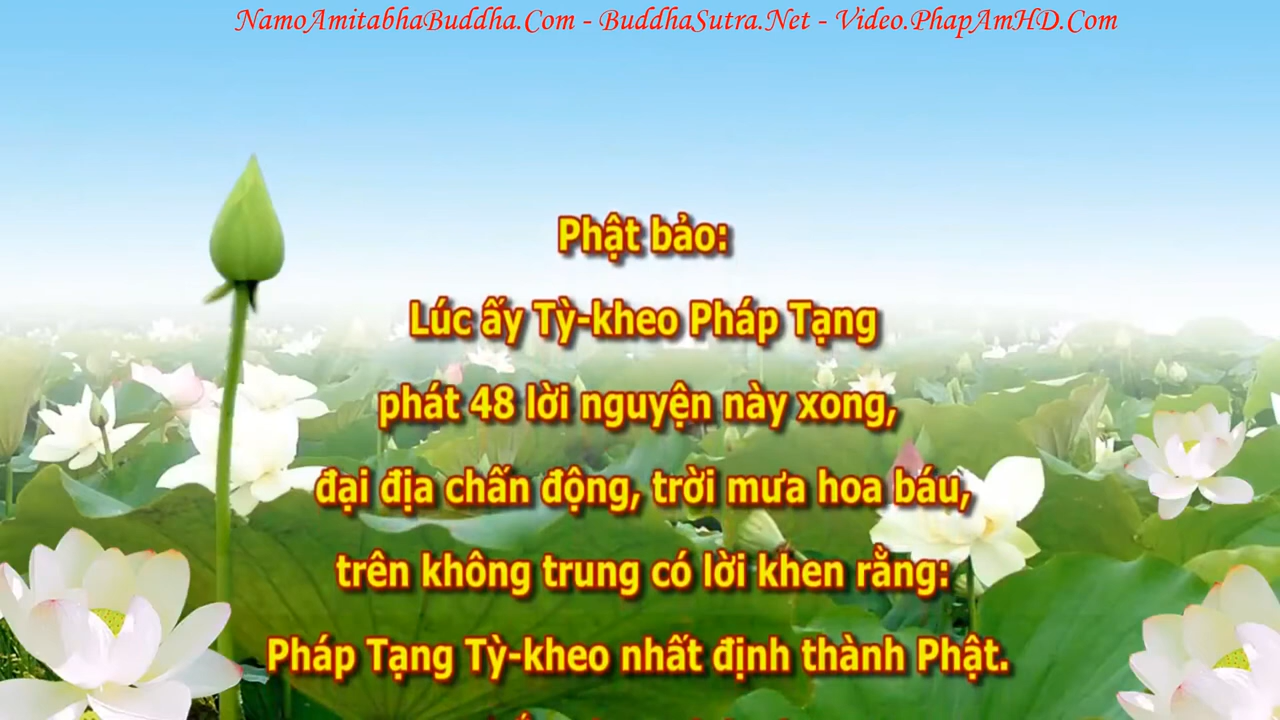 NamoAmitabhaBuddha.Com - BuddhaSutra.Net - Video.PhapAmHD.Com
Phật bảo:
Lúc ấy Tỳ-kheo Pháp Tạng
phát 48 lời nguyện này xong,
đại địa chấn động, trời mưa hoa báu,
trên không trung có lời khen rằng:
Pháp Tạng Tỳ-kheo nhất định thành Phật.